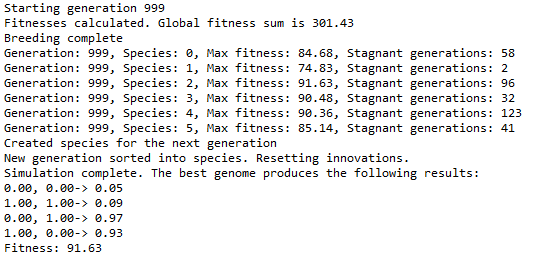 Starting generation 999
Fitnesses calculated. Global fitness sum is 301.43
Breeding complete
Generation: 999, Species: 0, Max fitness: 84.68, Stagnant generations: 58
Generation: 999, Species: 1, Max fitness: 74.83, Stagnant generations: 2
Generation: 999, Species: 2, Max fitness: 91.63, Stagnant generations: 96
Generation: 999, Species: 3, Max fitness: 90.48, Stagnant generations: 32
Generation: 999, Species: 4, Max fitness: 90.36, Stagnant generations: 123
Generation: 999, Species: 5, Max fitness: 85.14, Stagnant generations: 41
Created species for the next generation
New generation sorted into species. Resetting innovations.
Simulation complete. The best genome produces the following results:
0.00, 0.00-> 0.05
1.00, 1.00-> 0.09
0.00, 1.00-> 0.97
1.00, 0.00-> 0.93
Fitness: 91.63